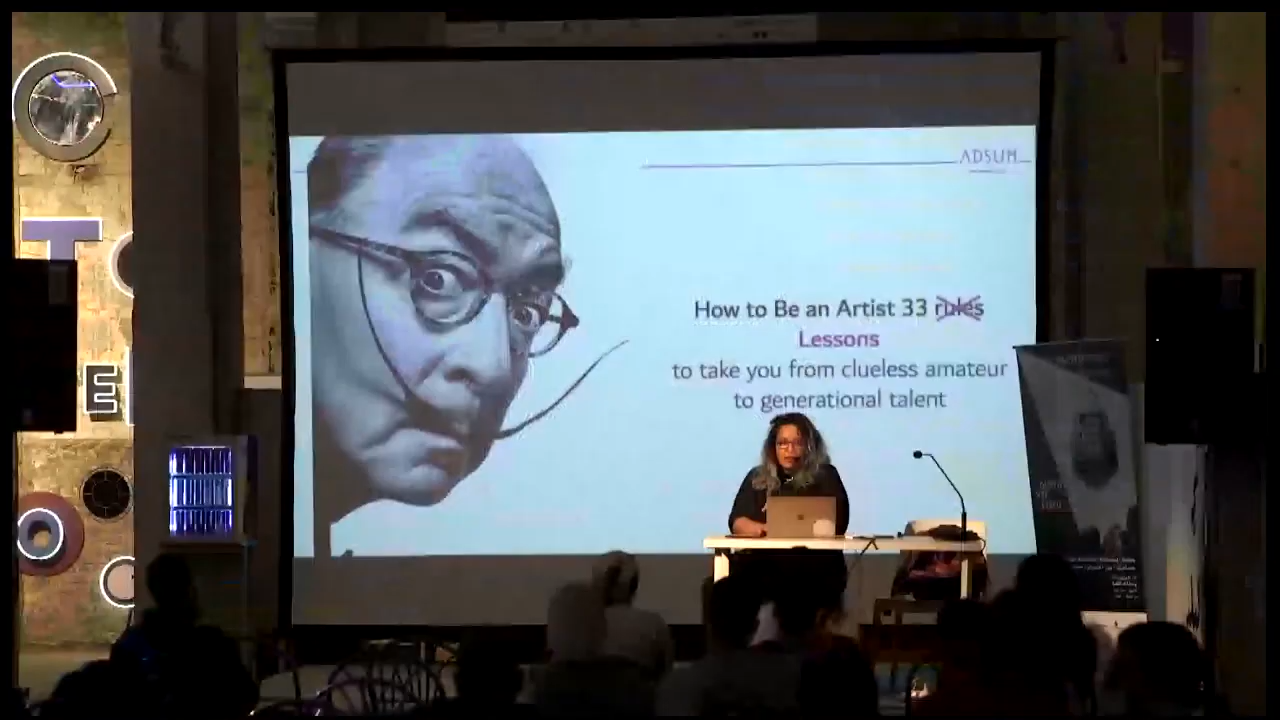 ADSUM
How to Be an Artist 33 rules
Lessons
to take you from clueless amateur
to generational talent
T
E